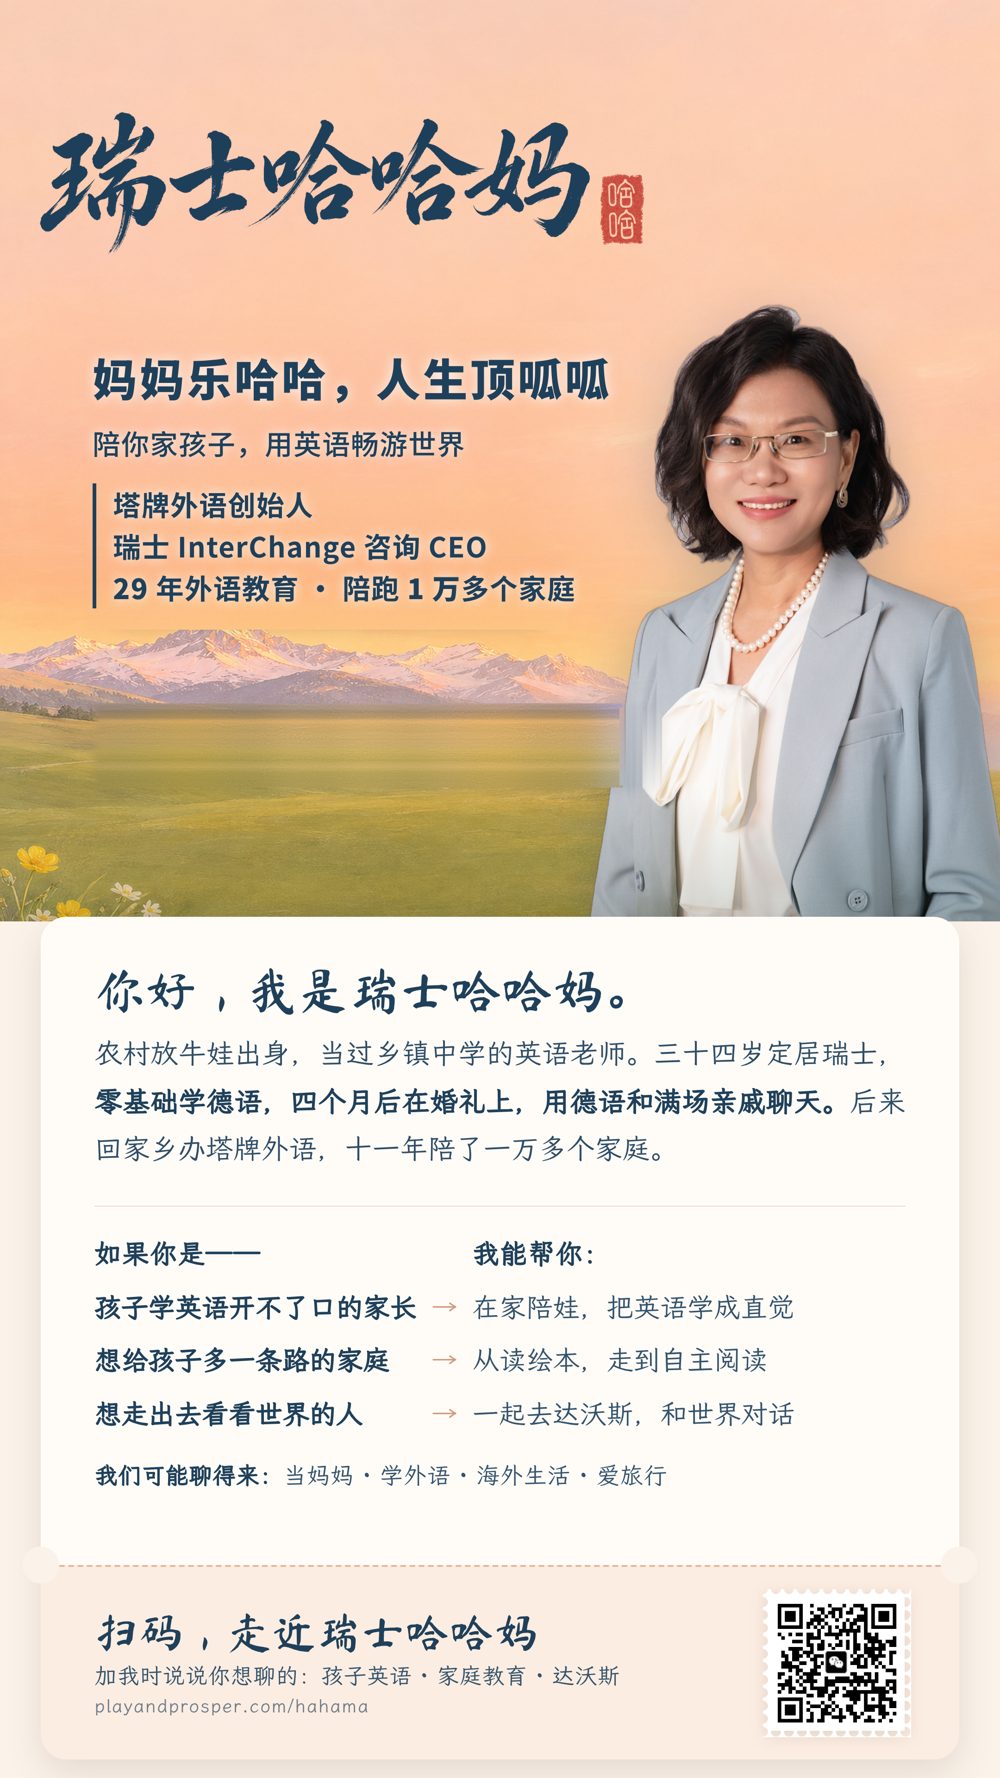 瑞士哈哈妈
哈哈
妈妈乐哈哈，人生顶呱呱
陪你家孩子，用英语畅游世界
塔牌外语创始人
瑞士 InterChange 咨询 CEO
29 年外语教育 · 陪跑 1 万多个家庭
你好，我是瑞士哈哈妈。
农村放牛娃出身，当过乡镇中学的英语老师。三十四岁定居瑞士，
零基础学德语，四个月后在婚礼上，用德语和满场亲戚聊天。后来
回家乡办塔牌外语，十一年陪了一万多个家庭。
如果你是——
我能帮你：
孩子学英语开不了口的家长 → 在家陪娃，把英语学成直觉
想给孩子多一条路的家庭 → 从读绘本，走到自主阅读
想走出去看看世界的人 → 一起去达沃斯，和世界对话
我们可能聊得来：当妈妈·学外语·海外生活·爱旅行
扫码，走近瑞士哈哈妈
加我时说说你想聊的：孩子英语·家庭教育·达沃斯
playandprosper.com/hahama